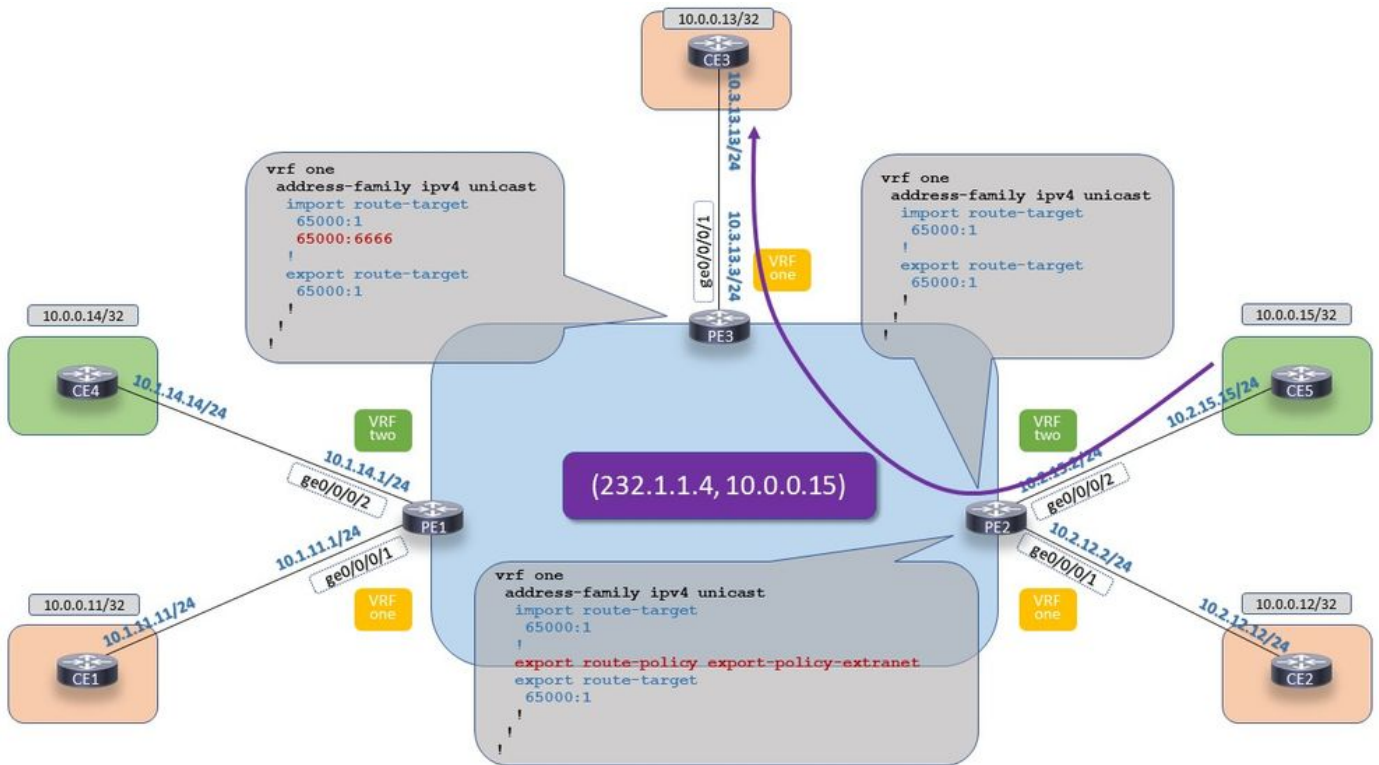 10.0.0.13/32
CE3
10.3.13.13/24
vrf one
address-family ipv4 unicast
import route-target
65000:1
65000:6666
!
export route-target
65000:1
!
!
!
vrf one
address-family ipv4 unicast
import route-target
65000:1
!
export route-target
65000:1
!
!
!
ge0/0/0/1
10.3.13.3/24
VRF
one
PE3
10.0.0.14/32
CE4
10.1.14.14/24
VRF
two
10.1.14.1/24
ge0/0/0/2
PE1
10.1.11.1/24
ge0/0/0/1
VRF
one
10.0.0.11/32
10.1.11.11/24
CE1
(232.1.1.4, 10.0.0.15)
10.0.0.15/32
CE5
10.2.15.15/24
VRF
two
10.2.15.2/24
ge0/0/0/2
PE2
10.2.12.2/24
ge0/0/0/1
VRF
one
10.0.0.12/32
10.2.12.12/24
CE2
vrf one
address-family ipv4 unicast
import route-target
65000:1
!
export route-policy export-policy-extranet
export route-target
65000:1
!
!
!